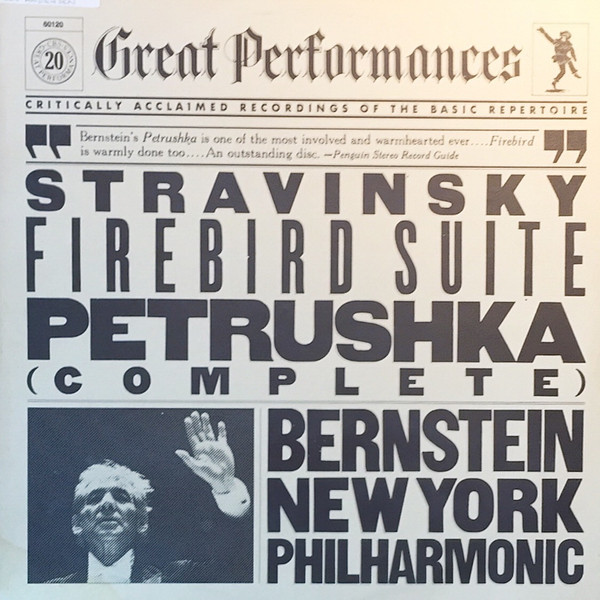 60120
20
Great Performances
CRITICALLY ACCLAIMED RECORDINGS OF THE BASIC REPERTOIRE
Bernstein's Petrushka is one of the most involved and warmhearted ever....Firebird
is warmly done too....An outstanding disc. —Penguin Stereo Record Guide
STRAVINSKY
FIREBIRD SUITE
PETRUSHKA
(COMPLETE)
BERNSTEIN
NEW YORK
PHILHARMONIC